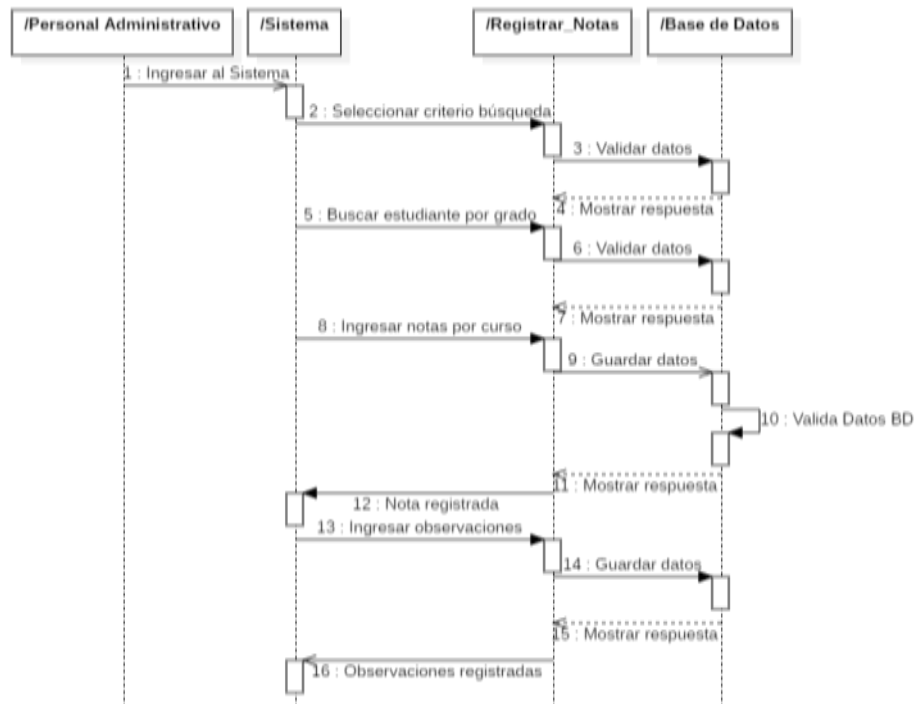 /Personal Administrativo
/Sistema
/Registrar_Notas
/Base de Datos
1 : Ingresar al Sistema
2 : Seleccionar criterio búsqueda
3 : Validar datos
4 : Mostrar respuesta
5 : Buscar estudiante por grado
6 : Validar datos
7 : Mostrar respuesta
8 : Ingresar notas por curso
9 : Guardar datos
10 : Valida Datos BD
11 : Mostrar respuesta
12 : Nota registrada
13 : Ingresar observaciones
14 : Guardar datos
15 : Mostrar respuesta
16 : Observaciones registradas